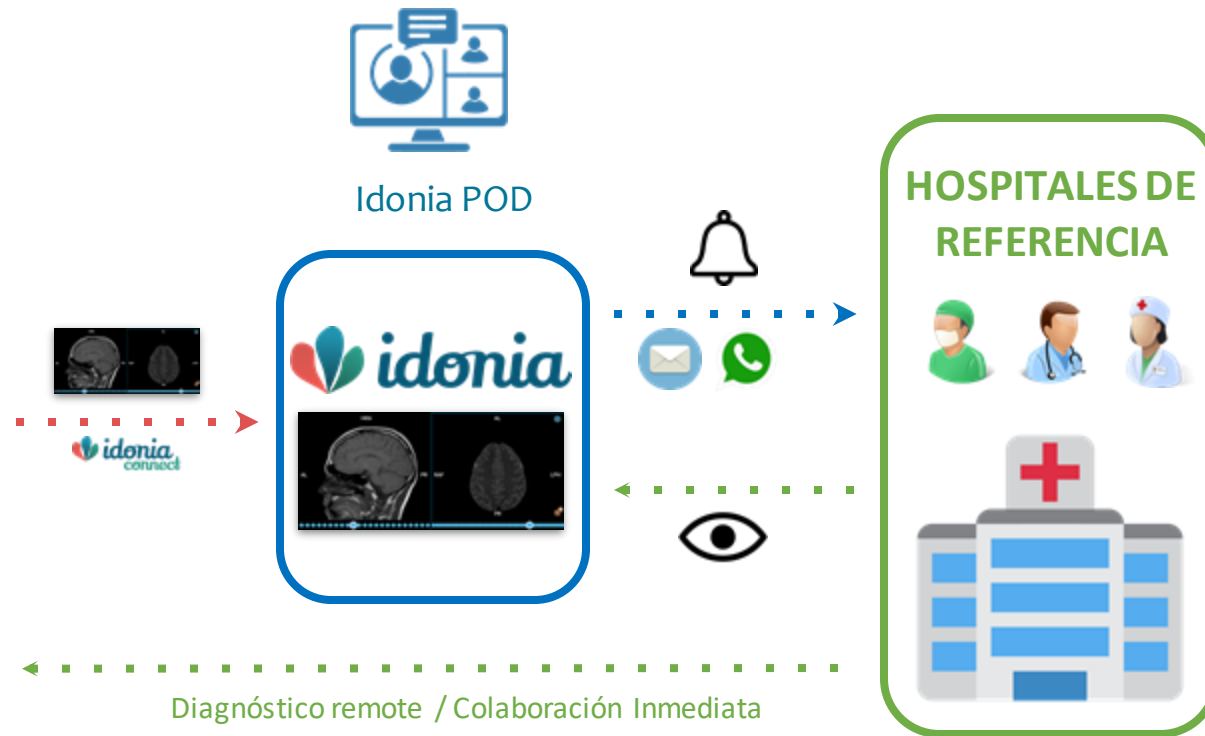 Idonia POD
HOSPITALES DE
REFERENCIA
idonia
idonia
connect
Diagnóstico remote / Colaboración Inmediata